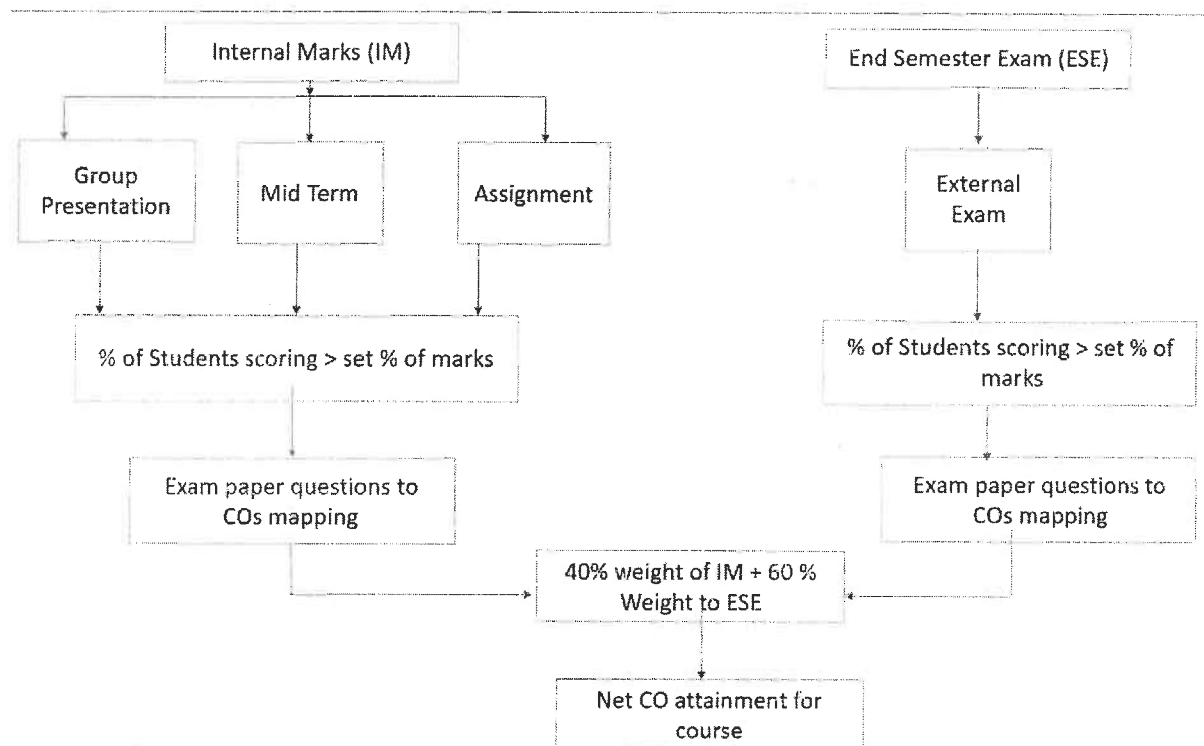 Internal Marks (IM)
End Semester Exam (ESE)
Group
Presentation
Mid Term
Assignment
External
Exam
% of Students scoring > set % of marks
% of Students scoring > set % of
marks
Exam paper questions to
COs mapping
Exam paper questions to
COs mapping
40% weight of IM + 60 %
Weight to ESE
Net CO attainment for
course